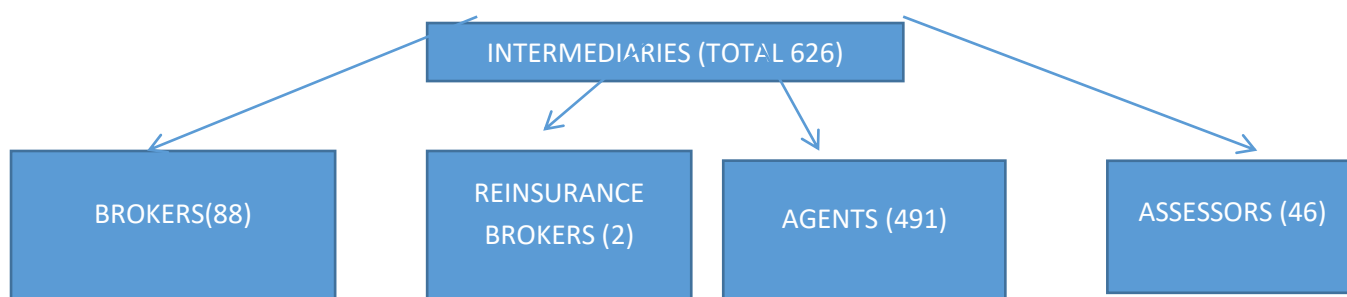 INTERMEDIARIES (TOTAL 626)
BROKERS(88)
REINSURANCE
BROKERS (2)
AGENTS (491)
ASSESSORS (46)